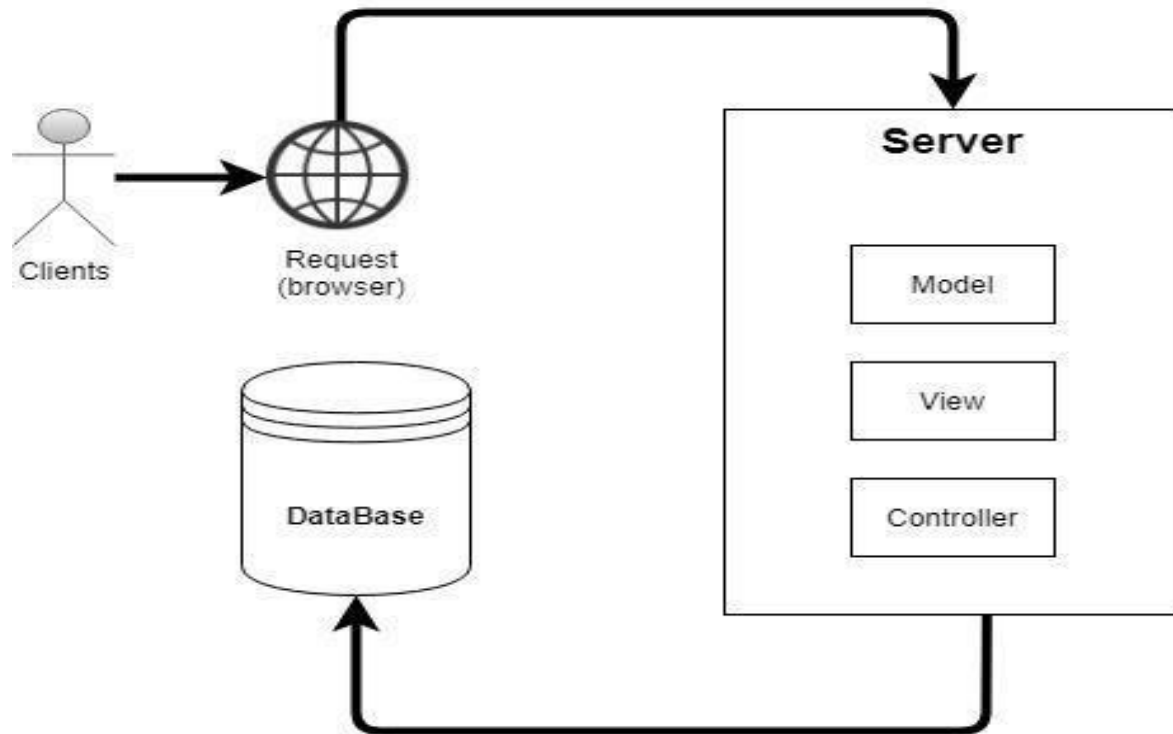 Server
Clients
Request
(browser)
Model
View
Controller
DataBase